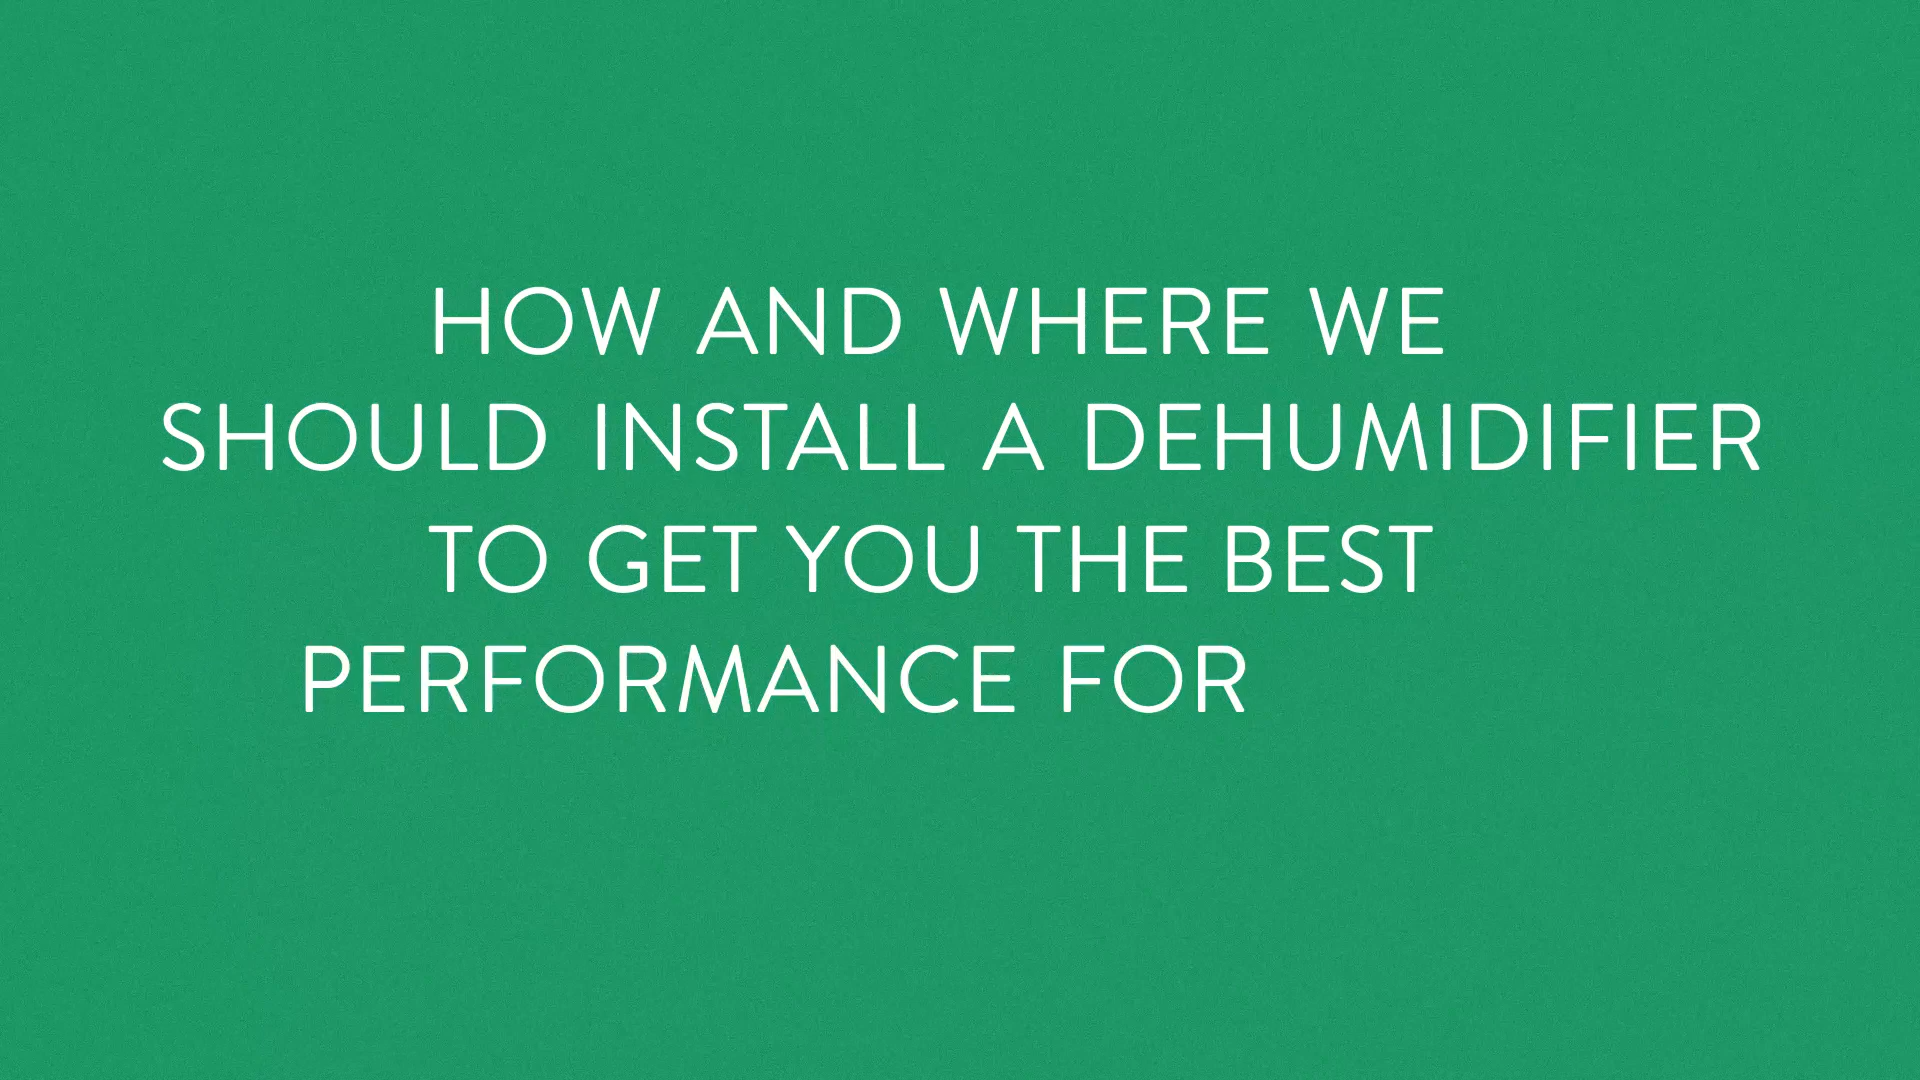 HOW AND WHERE WE
SHOULD INSTALL A DEHUMIDIFIER
TO GET YOU THE BEST
PERFORMANCE FOR